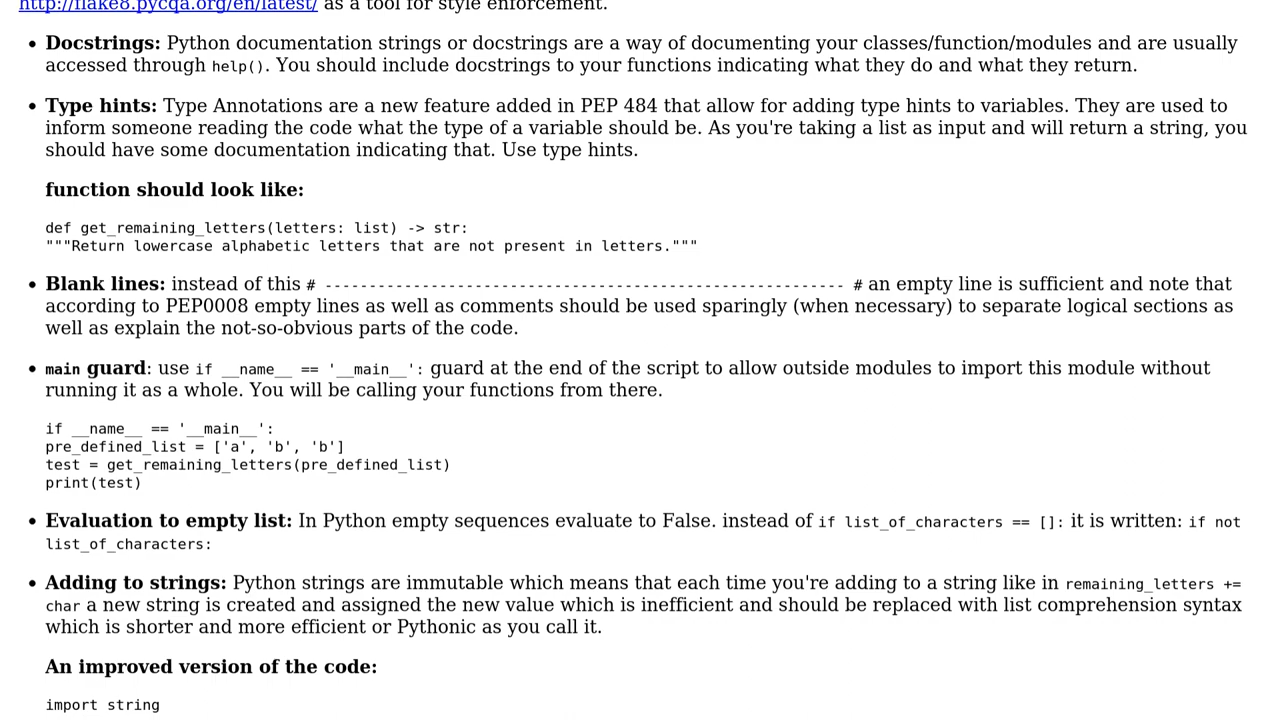 http://flake8.pycqa.org/en/latest/ as a tool for style enforcement.
• Docstrings: Python documentation strings or docstrings are a way of documenting your classes/function/modules and are usually
accessed through help(). You should include docstrings to your functions indicating what they do and what they return.
• Type hints: Type Annotations are a new feature added in PEP 484 that allow for adding type hints to variables. They are used to
inform someone reading the code what the type of a variable should be. As you're taking a list as input and will return a string, you
should have some documentation indicating that. Use type hints.
function should look like:
def get_remaining_letters(letters: list) -> str:
"""Return lowercase alphabetic letters that are not present in letters."""
• Blank lines: instead of this # ----------------------------------------------------------- # an empty line is sufficient and note that
according to PEP0008 empty lines as well as comments should be used sparingly (when necessary) to separate logical sections as
well as explain the not-so-obvious parts of the code.
• main guard: use if __name__ == '__main__': guard at the end of the script to allow outside modules to import this module without
running it as a whole. You will be calling your functions from there.
if __name__ == '__main__':
pre_defined_list = ['a', 'b', 'b']
test = get_remaining_letters(pre_defined_list)
print(test)
• Evaluation to empty list: In Python empty sequences evaluate to False. instead of if list_of_characters == []: it is written: if not
list_of_characters:
• Adding to strings: Python strings are immutable which means that each time you're adding to a string like in remaining_letters +=
char a new string is created and assigned the new value which is inefficient and should be replaced with list comprehension syntax
which is shorter and more efficient or Pythonic as you call it.
An improved version of the code:
import string